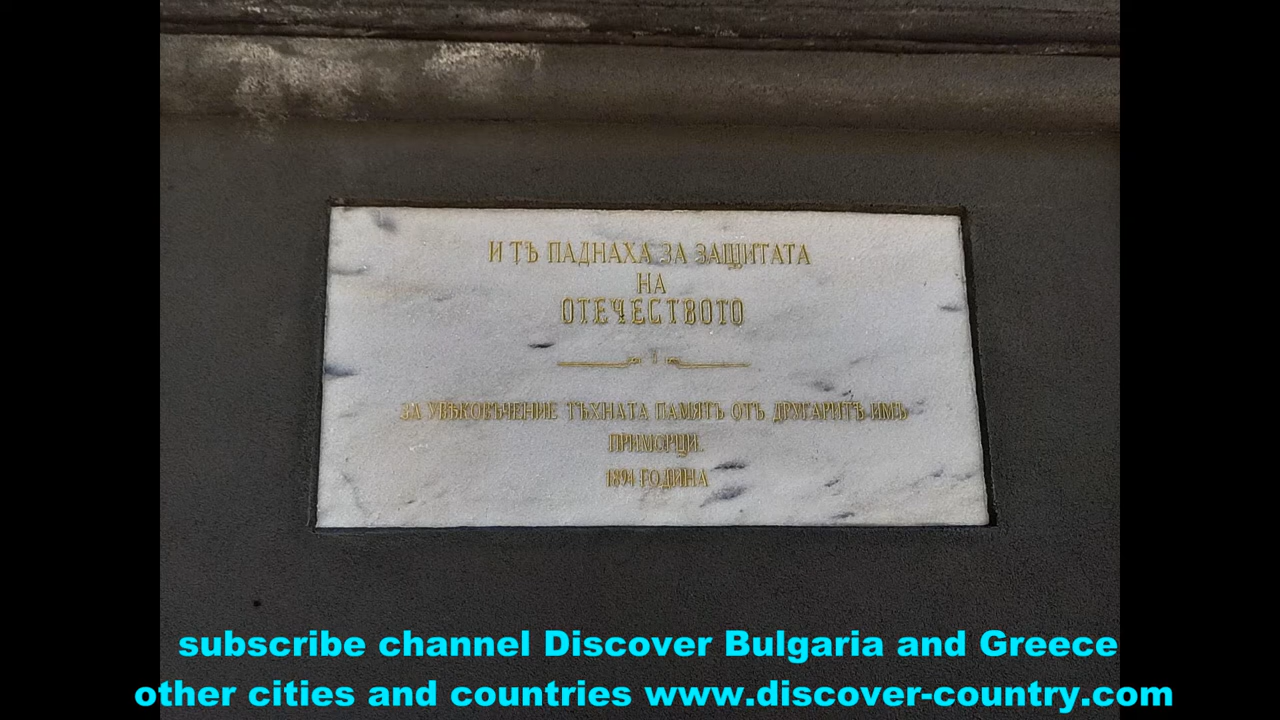 И ТѢ ПАДНАХА ЗА ЗАЩИТАТА
НА
ОТЕЧЕСТВОТО
ЗА УВѢКОВѢЧЕНИЕ ТѢХНАТА ПАМЯТЬ ОТЪ ДРУГАРИТѢ ИМЪ
ПРИМОРЦИ.
1894 ГОДИНА
subscribe channel Discover Bulgaria and Greece
other cities and countries www.discover-country.com